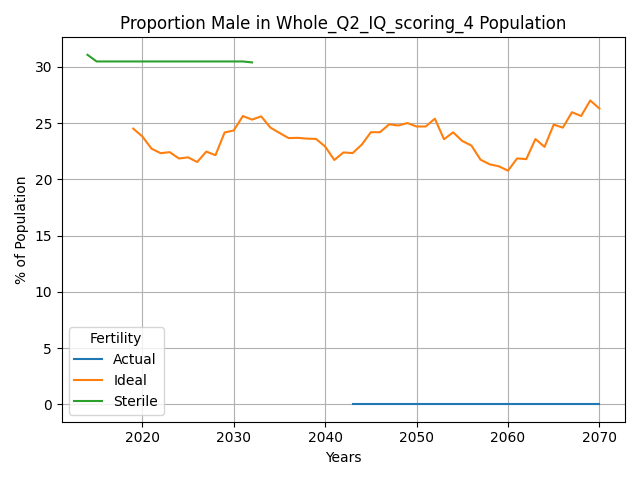 Proportion Male in Whole_Q2_IQ_scoring_4 Population
% of Population
30
25
20
15
10
5
0
Fertility
Actual
Ideal
Sterile
2020 2030 2040 2050 2060 2070
Years